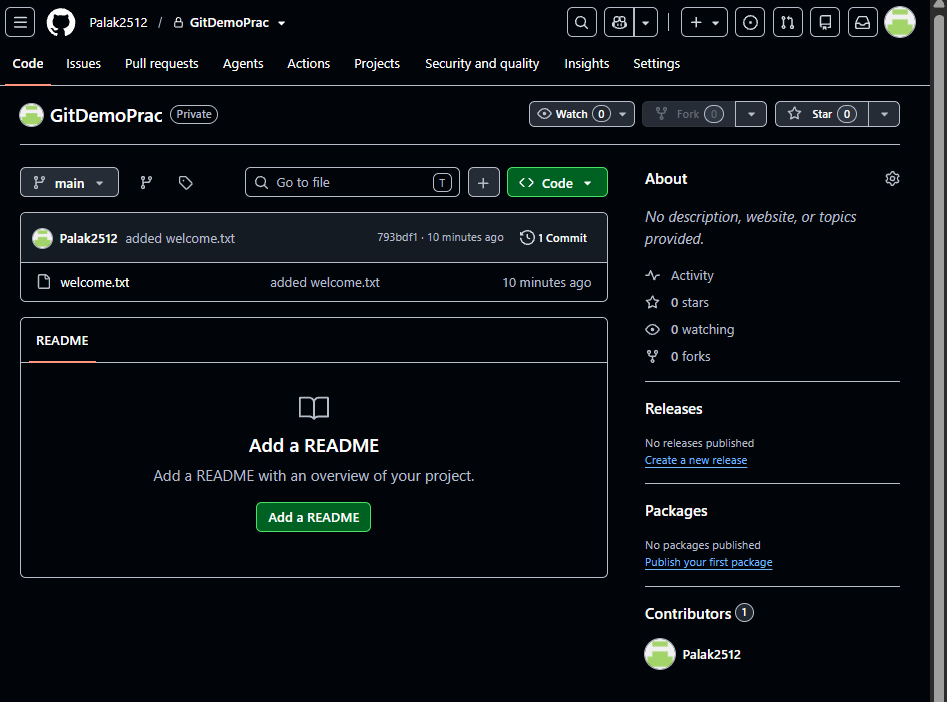 Palak2512 / GitDemoPrac
Code Issues Pull requests Agents Actions Projects Security and quality Insights Settings
GitDemoPrac Private Watch 0 Fork 0 Star 0
main Go to file T Code
Palak2512 added welcome.txt 793bdf1 · 10 minutes ago 1 Commit
welcome.txt added welcome.txt 10 minutes ago
README
Add a README
Add a README with an overview of your project.
Add a README
About
No description, website, or topics
provided.
Activity
0 stars
0 watching
0 forks
Releases
No releases published
Create a new release
Packages
No packages published
Publish your first package
Contributors 1
Palak2512